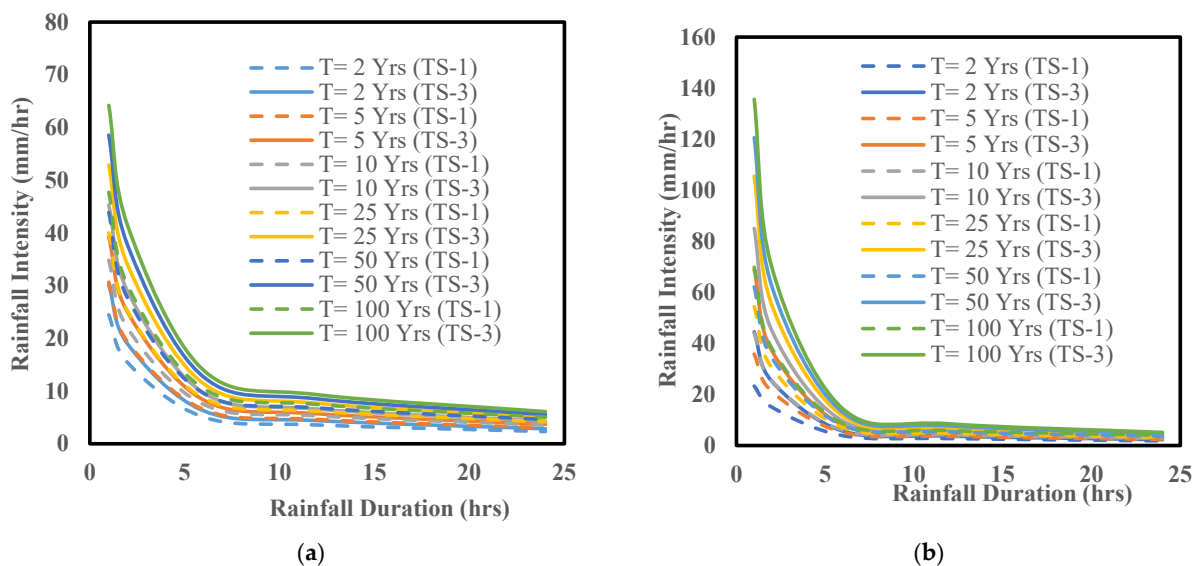 80
70
60
50
40
30
20
10
0
Rainfall Intensity (mm/hr)
T= 2 Yrs (TS-1)
T= 2 Yrs (TS-3)
T= 5 Yrs (TS-1)
T= 5 Yrs (TS-3)
T= 10 Yrs (TS-1)
T= 10 Yrs (TS-3)
T= 25 Yrs (TS-1)
T= 25 Yrs (TS-3)
T= 50 Yrs (TS-1)
T= 50 Yrs (TS-3)
T= 100 Yrs (TS-1)
T= 100 Yrs (TS-3)
0 5 10 15 20 25
Rainfall Duration (hrs)
(a)
160
140
120
100
80
60
40
20
0
Rainfall Intensity (mm/hr)
T= 2 Yrs (TS-1)
T= 2 Yrs (TS-3)
T= 5 Yrs (TS-1)
T= 5 Yrs (TS-3)
T= 10 Yrs (TS-1)
T= 10 Yrs (TS-3)
T= 25 Yrs (TS-1)
T= 25 Yrs (TS-3)
T= 50 Yrs (TS-1)
T= 50 Yrs (TS-3)
T= 100 Yrs (TS-1)
T= 100 Yrs (TS-3)
0 5 10 15 20 25
Rainfall Duration (hrs)
(b)